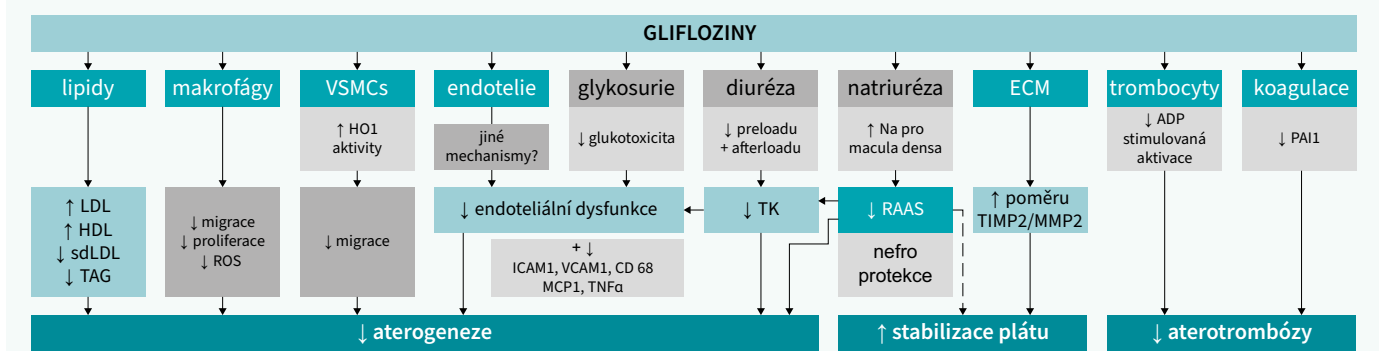 GLIFLOZINY
lipidy
makrofágy
VSMCs
endotelie
glykosurie
diuréza
natriuréza
ECM
trombocyty
koagulace
↑ HO1
aktivity
jiné
mechanismy?
↓ glukotoxicita
↓ preloadu
+ afterloadu
↑ Na pro
macula densa
↓ ADP
stimulovaná
aktivace
↓ PAI1
↑ LDL
↑ HDL
↓ sdLDL
↓ TAG
↓ migrace
↓ proliferace
↓ ROS
↓ migrace
↓ endoteliální dysfunkce
+ ↓
ICAM1, VCAM1, CD 68
MCP1, TNFα
↓ TK
↓ RAAS
nefro
protekce
↑ poměru
TIMP2/MMP2
↓ aterogeneze
↑ stabilizace plátu
↓ aterotrombózy